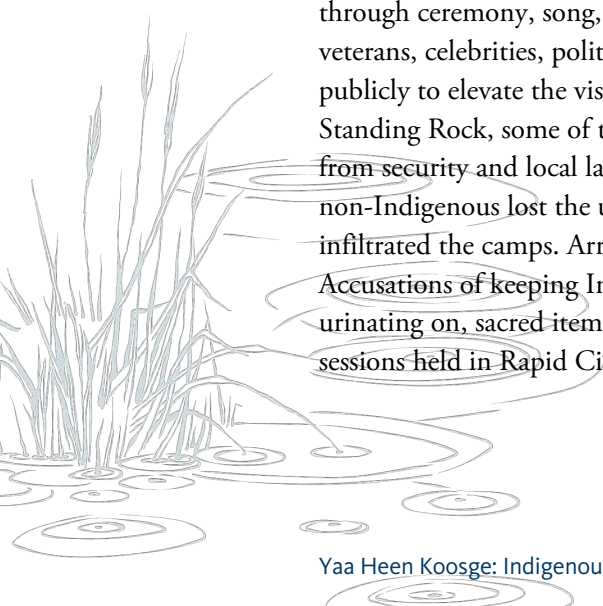 through ceremony, song,
veterans, celebrities, polit
publicly to elevate the vis
Standing Rock, some of t
from security and local la
non-Indigenous lost the u
infiltrated the camps. Arr
Accusations of keeping In
urinating on, sacred item
sessions held in Rapid Ci
Yaa Heen Koosge: Indigenou